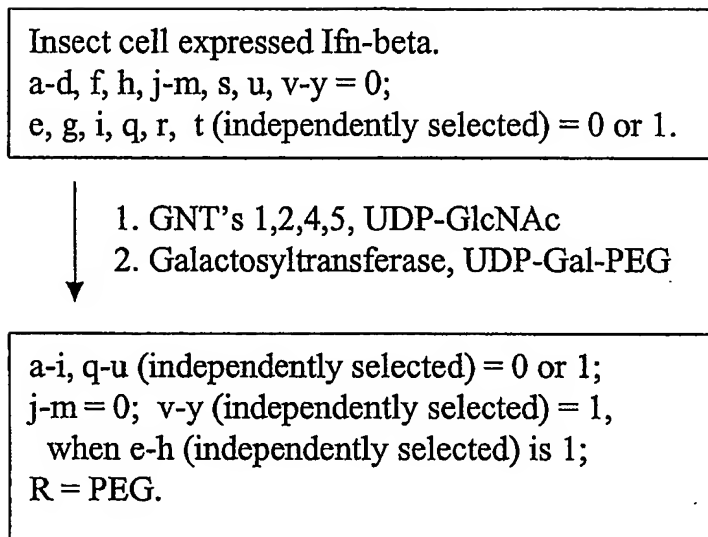 Insect cell expressed Ifn-beta.
a-d, f, h, j-m, s, u, v-y = 0;
e, g, i, q, r, t (independently selected) = 0 or 1.
1. GNT's 1,2,4,5, UDP-GlcNAc
2. Galactosyltransferase, UDP-Gal-PEG
a-i, q-u (independently selected) = 0 or 1;
j-m = 0; v-y (independently selected) = 1,
when e-h (independently selected) is 1;
R = PEG.